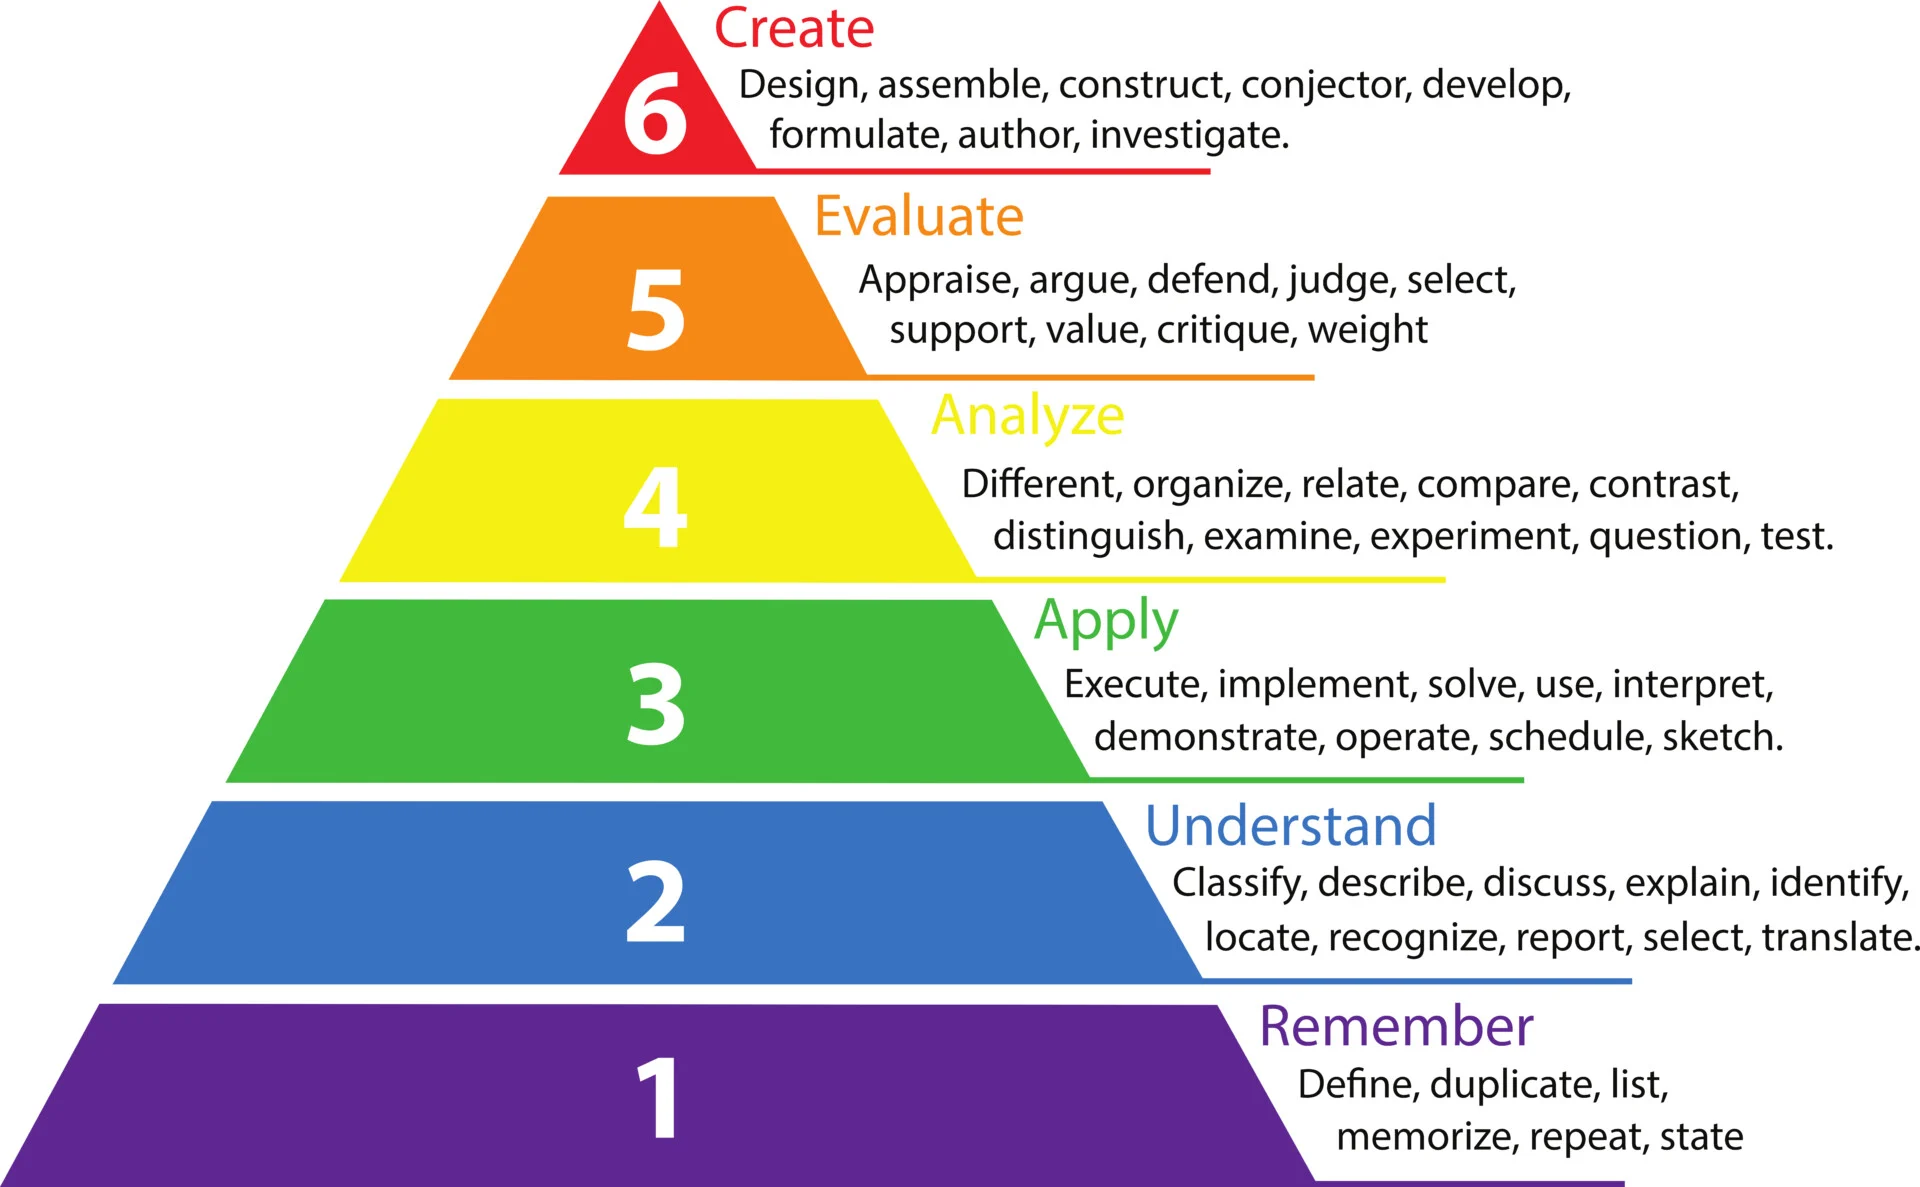 Create
6
Design, assemble, construct, conjector, develop,
formulate, author, investigate.
Evaluate
5
Appraise, argue, defend, judge, select,
support, value, critique, weight
Analyze
4
Different, organize, relate, compare, contrast,
distinguish, examine, experiment, question, test.
Apply
3
Execute, implement, solve, use, interpret,
demonstrate, operate, schedule, sketch.
Understand
2
Classify, describe, discuss, explain, identify,
locate, recognize, report, select, translate.
Remember
1
Define, duplicate, list,
memorize, repeat, state